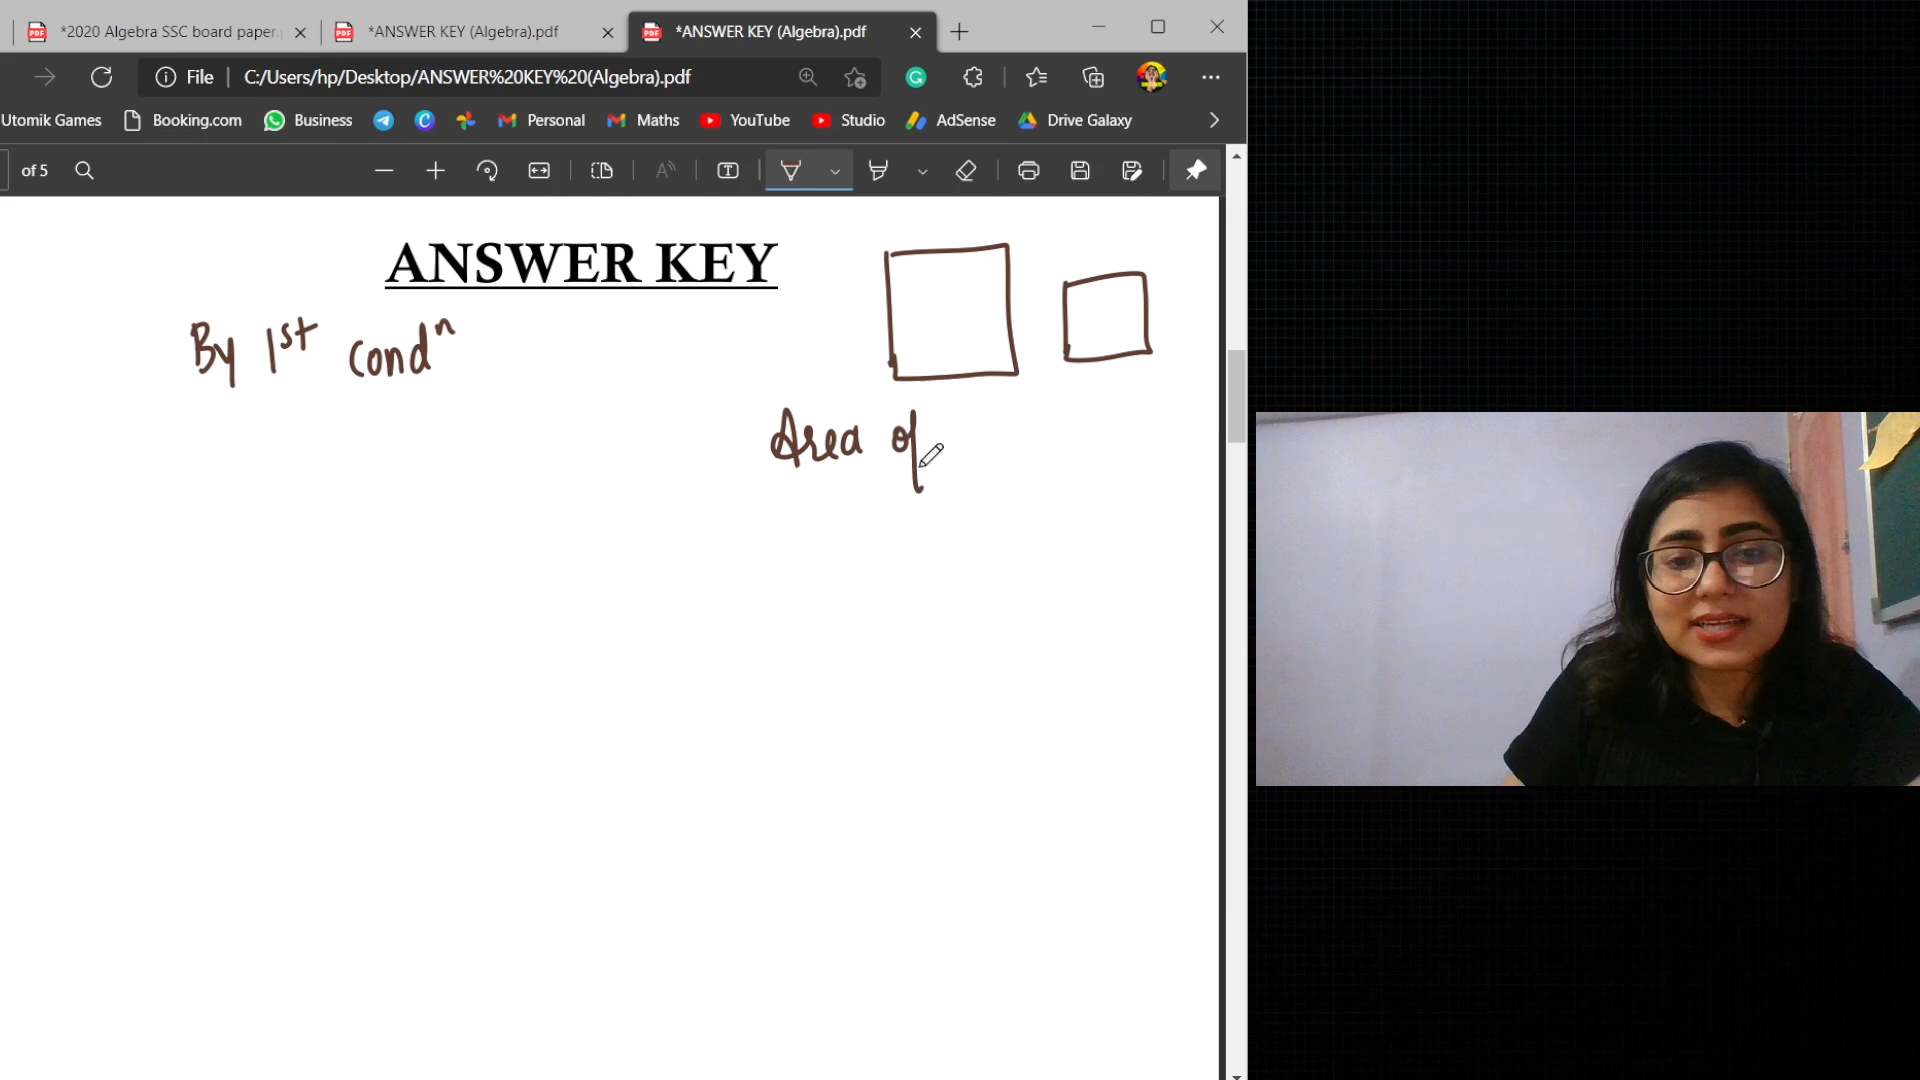 *2020 Algebra SSC board paper.
*ANSWER KEY (Algebra).pdf
*ANSWER KEY (Algebra).pdf
File
C:/Users/hp/Desktop/ANSWER%20KEY%20(Algebra).pdf
Utomik Games
Booking.com
Business
Personal
Maths
YouTube
Studio
AdSense
Drive Galaxy
of 5
ANSWER KEY
By 1st condn
Area of